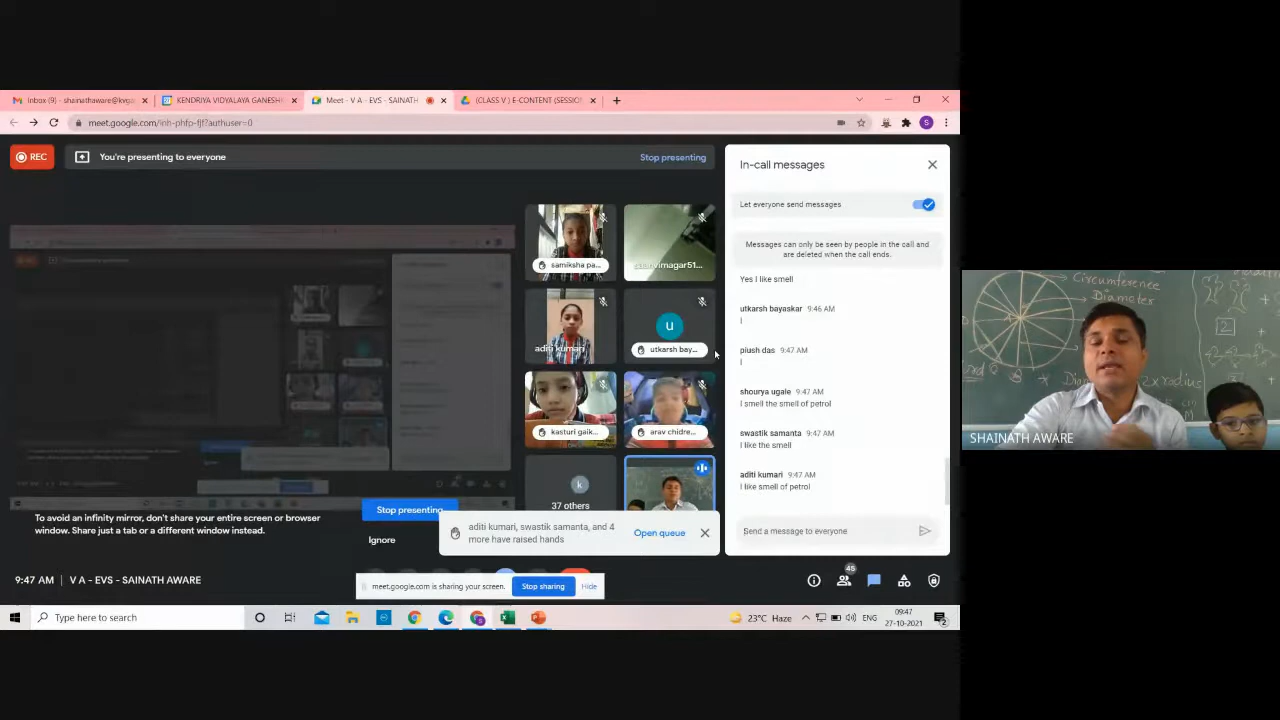 Inbox (9) - shainathaware@kvga
KENDRIYA VIDYALAYA GANESHK
Meet - V A - EVS - SAINATH
(CLASS V ) E-CONTENT (SESSIO
meet.google.com/inh-phfp-fjf?authuser=0
REC
You're presenting to everyone
Stop presenting
samiksha pa...
aditi kumari
utkarsh bay...
kasturi gaik...
arav chidre...
37 others
In-call messages
Let everyone send messages
Messages can only be seen by people in the call and
are deleted when the call ends.
Yes I like smell
utkarsh bayaskar 9:46 AM
I
piush das 9:47 AM
I
shourya ugale 9:47 AM
I smell the smell of petrol
swastik samanta 9:47 AM
I like the smell
aditi kumari 9:47 AM
I like smell of petrol
Send a message to everyone
To avoid an infinity mirror, don't share your entire screen or browser
window. Share just a tab or a different window instead.
Stop presenting
Ignore
aditi kumari, swastik samanta, and 4
more have raised hands
Open queue
meet.google.com is sharing your screen.
Stop sharing
Hide
9:47 AM | V A - EVS - SAINATH AWARE
45
Type here to search
23°C Haze
ENG
09:47
27-10-2021
Circumference
Diameter
2 x radius
SHAINATH AWARE